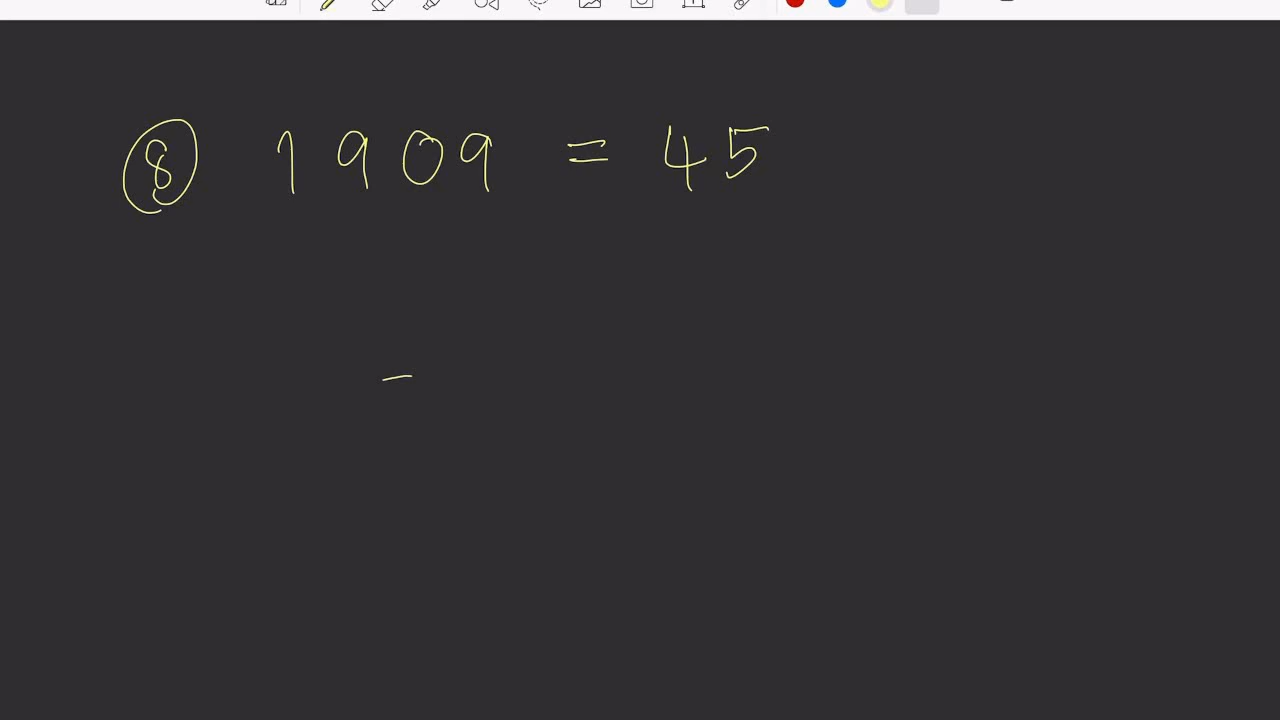 ⑧ 1909 = 45
–